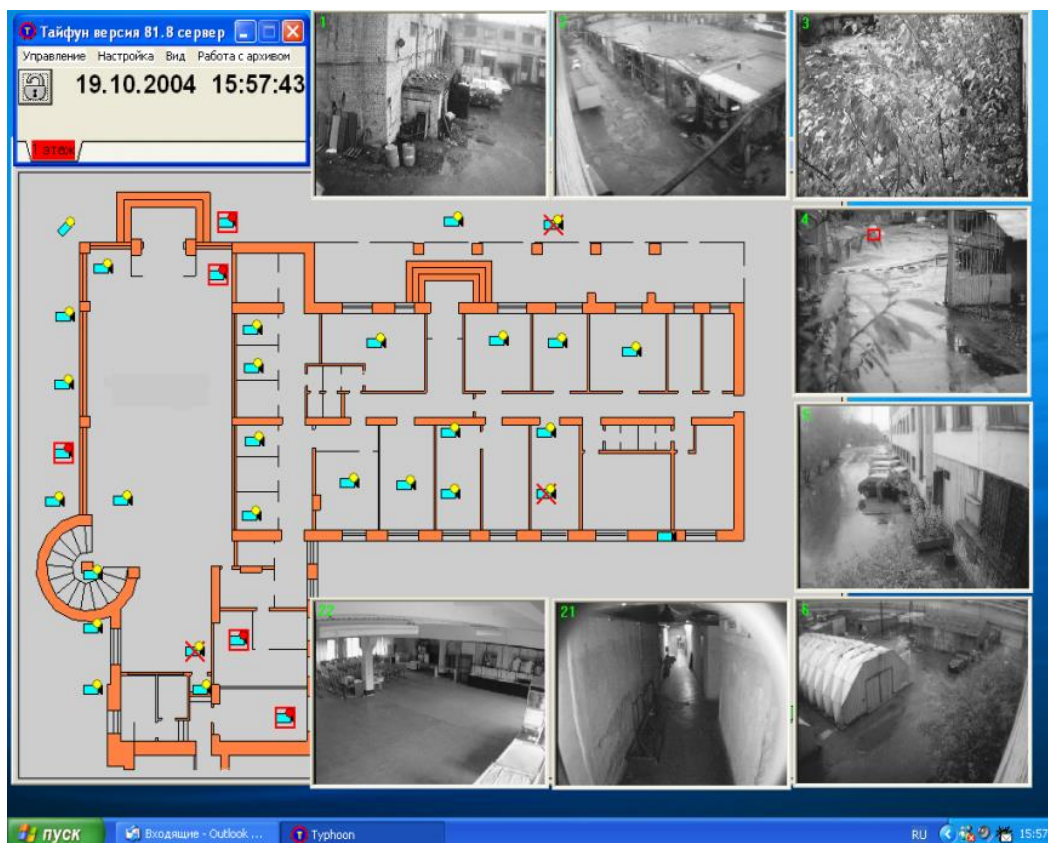 Тайфун версия 81.8 сервер
Управление Настройка Вид Работа с архивом
19.10.2004 15:57:43
1 этаж
1
2
3
4
5
22
21
6
пуск
Входящие - Outlook ...
Typhoon
RU
15:57